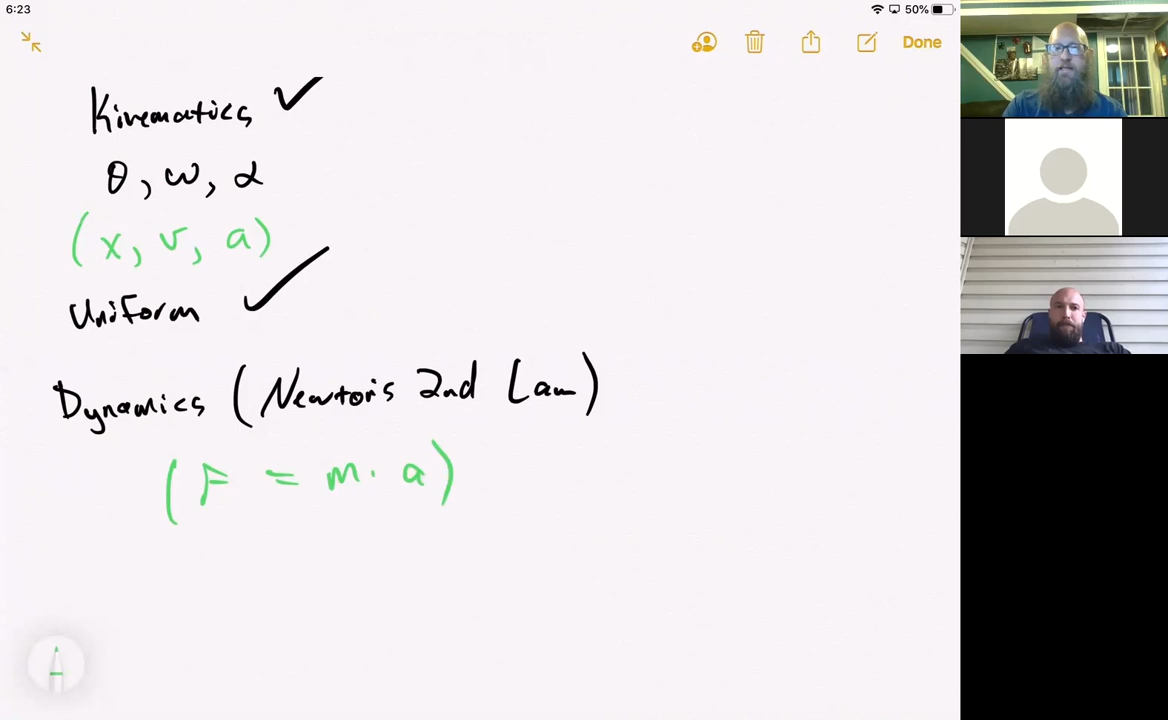 6:23
50%
Done
Kinematics ✓
θ, ω, α
(x, v, a)
Uniform ✓
Dynamics (Newton's 2nd Law)
(F = m · a)